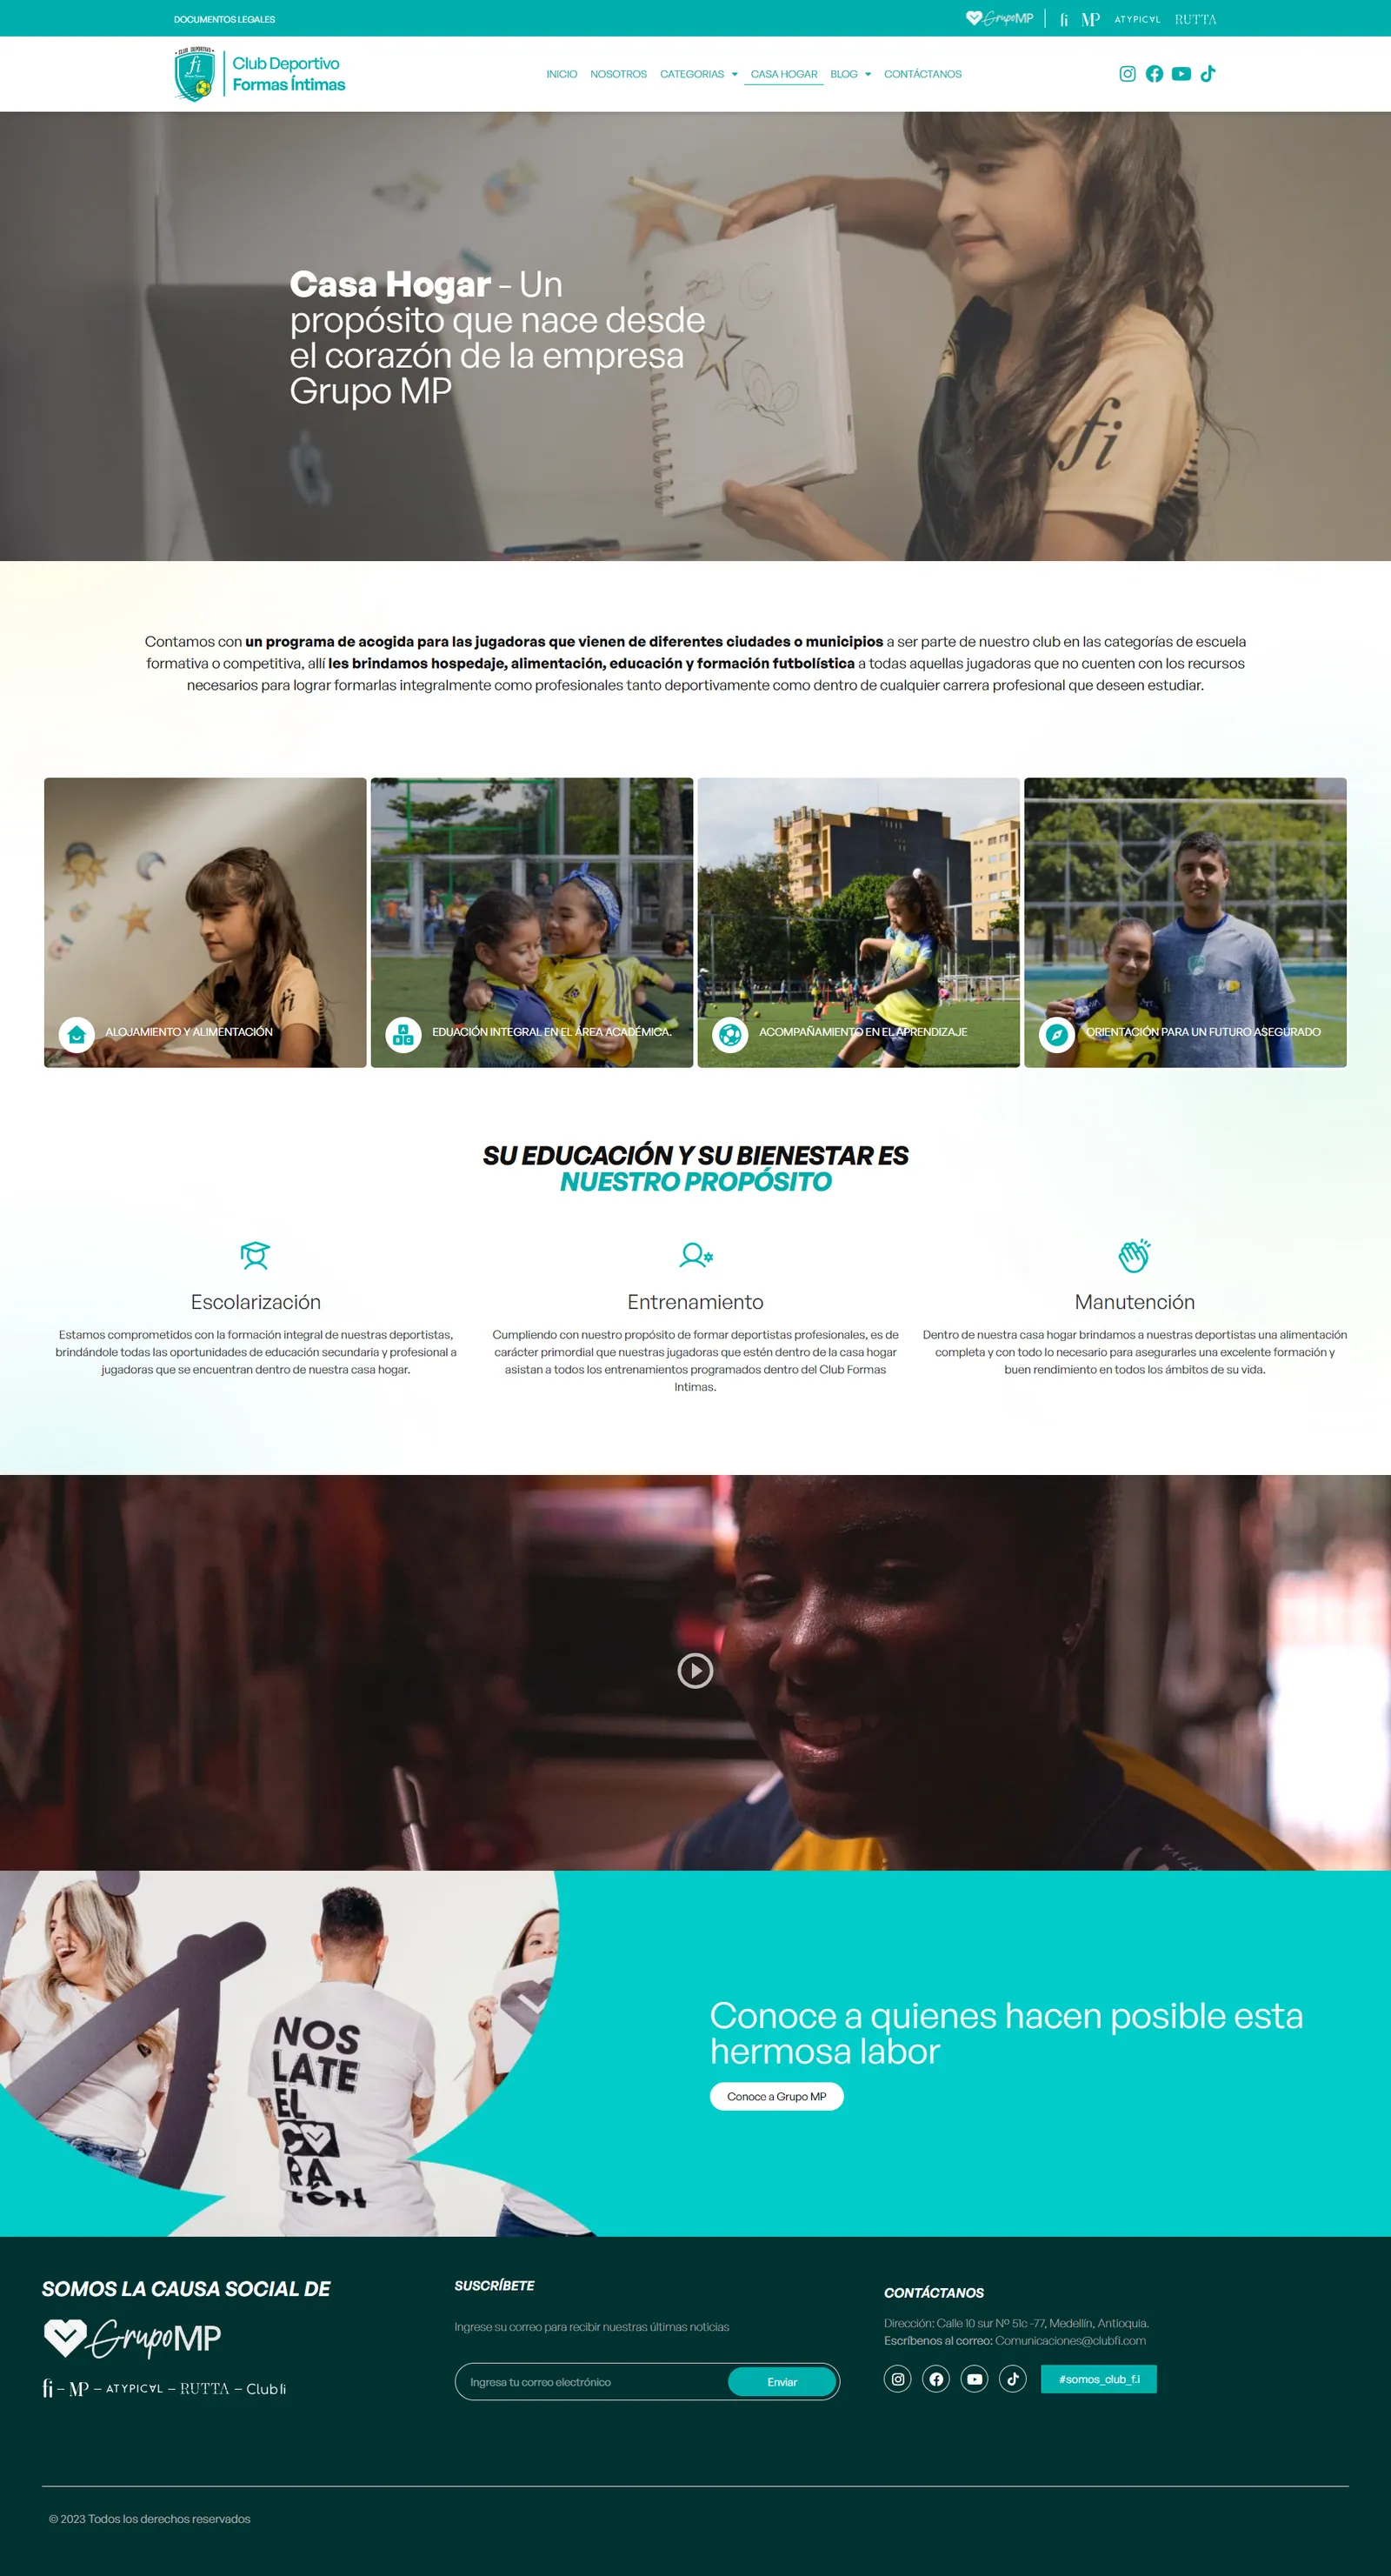 DOCUMENTOS LEGALES
GrupoMP
fi MP ATYPICAL RUTTA
CLUB DEPORTIVO
fi
Club Deportivo
Formas Íntimas
INICIO NOSOTROS CATEGORIAS CASA HOGAR BLOG CONTÁCTANOS
Casa Hogar - Un
propósito que nace desde
el corazón de la empresa
Grupo MP
fi
Contamos con un programa de acogida para las jugadoras que vienen de diferentes ciudades o municipios a ser parte de nuestro club en las categorías de escuela
formativa o competitiva, allí les brindamos hospedaje, alimentación, educación y formación futbolística a todas aquellas jugadoras que no cuenten con los recursos
necesarios para lograr formarlas integralmente como profesionales tanto deportivamente como dentro de cualquier carrera profesional que deseen estudiar.
fi
ALOJAMIENTO Y ALIMENTACIÓN
EDUACIÓN INTEGRAL EN EL ÁREA ACADÉMICA.
ACOMPAÑAMIENTO EN EL APRENDIZAJE
ORIENTACIÓN PARA UN FUTURO ASEGURADO
SU EDUCACIÓN Y SU BIENESTAR ES
NUESTRO PROPÓSITO
Escolarización
Estamos comprometidos con la formación integral de nuestras deportistas,
brindándole todas las oportunidades de educación secundaria y profesional a
jugadoras que se encuentran dentro de nuestra casa hogar.
Entrenamiento
Cumpliendo con nuestro propósito de formar deportistas profesionales, es de
carácter primordial que nuestras jugadoras que estén dentro de la casa hogar
asistan a todos los entrenamientos programados dentro del Club Formas
Intimas.
Manutención
Dentro de nuestra casa hogar brindamos a nuestras deportistas una alimentación
completa y con todo lo necesario para asegurarles una excelente formación y
buen rendimiento en todos los ámbitos de su vida.
NOS
LATE
EL
CORA
ZÓN
Conoce a quienes hacen posible esta
hermosa labor
Conoce a Grupo MP
SOMOS LA CAUSA SOCIAL DE
GrupoMP
fi – MP – ATYPICAL – RUTTA – Club fi
SUSCRÍBETE
Ingrese su correo para recibir nuestras últimas noticias
Ingresa tu correo electrónico
Enviar
CONTÁCTANOS
Dirección: Calle 10 sur Nº 51c -77, Medellín, Antioquia.
Escríbenos al correo: Comunicaciones@clubfi.com
#somos_club_f.i
© 2023 Todos los derechos reservados